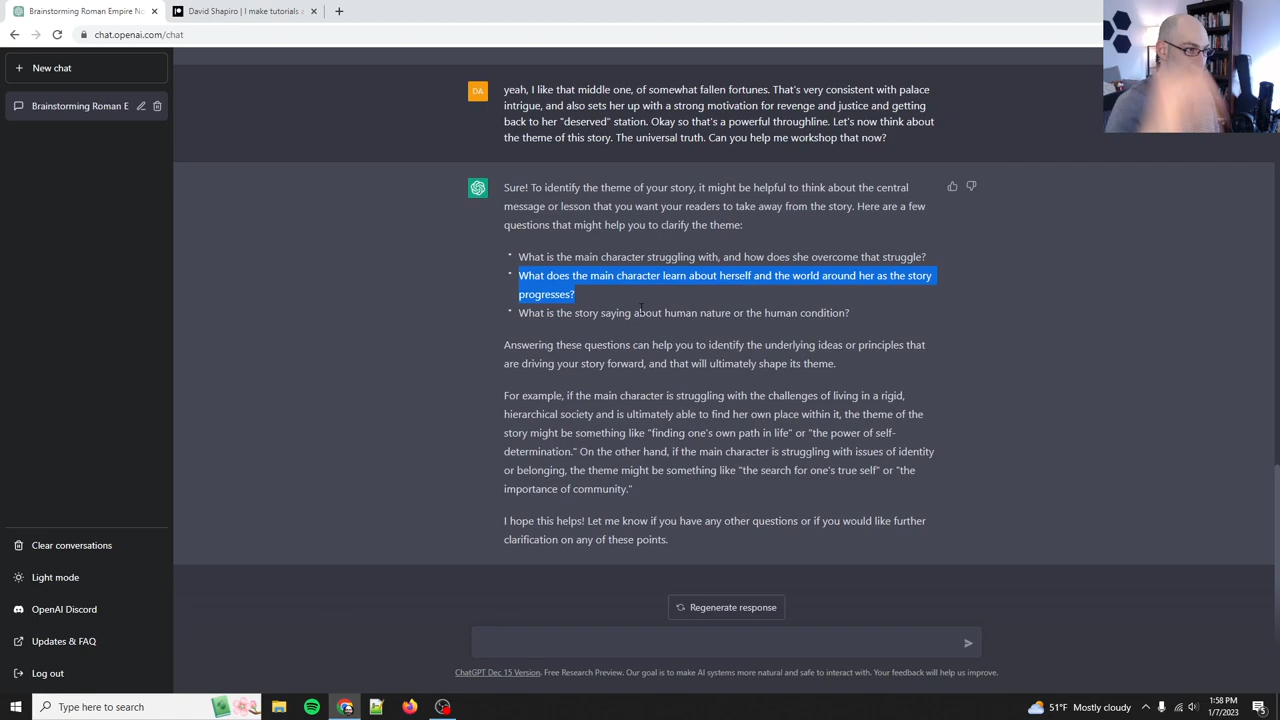 Brainstorming Roman Empire No
David Shapiro | I make tutorials a
chat.openai.com/chat
New chat
Brainstorming Roman E
DA
yeah, I like that middle one, of somewhat fallen fortunes. That's very consistent with palace
intrigue, and also sets her up with a strong motivation for revenge and justice and getting
back to her "deserved" station. Okay so that's a powerful throughline. Let's now think about
the theme of this story. The universal truth. Can you help me workshop that now?
Sure! To identify the theme of your story, it might be helpful to think about the central
message or lesson that you want your readers to take away from the story. Here are a few
questions that might help you to clarify the theme:
• What is the main character struggling with, and how does she overcome that struggle?
• What does the main character learn about herself and the world around her as the story
progresses?
• What is the story saying about human nature or the human condition?
Answering these questions can help you to identify the underlying ideas or principles that
are driving your story forward, and that will ultimately shape its theme.
For example, if the main character is struggling with the challenges of living in a rigid,
hierarchical society and is ultimately able to find her own place within it, the theme of the
story might be something like "finding one's own path in life" or "the power of self-
determination." On the other hand, if the main character is struggling with issues of identity
or belonging, the theme might be something like "the search for one's true self" or "the
importance of community."
I hope this helps! Let me know if you have any other questions or if you would like further
clarification on any of these points.
Clear conversations
Light mode
OpenAI Discord
Updates & FAQ
Log out
Regenerate response
ChatGPT Dec 15 Version. Free Research Preview. Our goal is to make AI systems more natural and safe to interact with. Your feedback will help us improve.
Type here to search
51°F Mostly cloudy
1:58 PM
1/7/2023
5